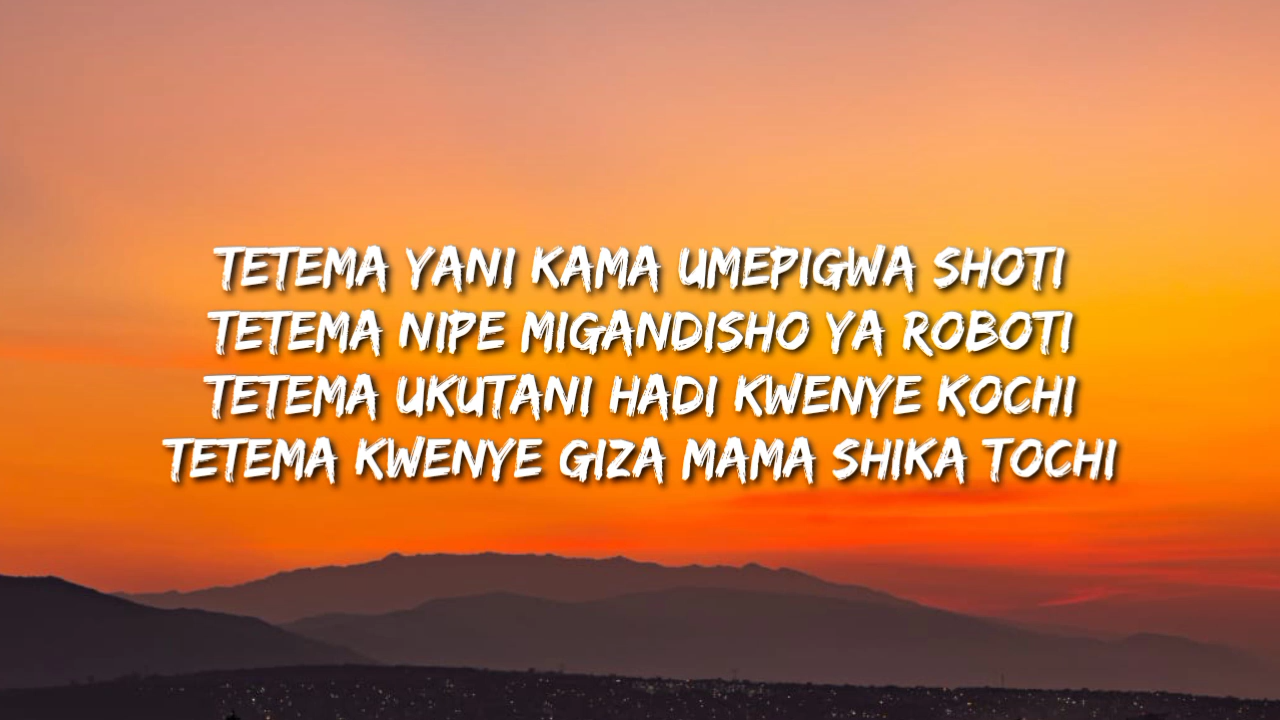 TETEMA YANI KAMA UMEPIGWA SHOTI
TETEMA NIPE MIGANDISHO YA ROBOTI
TETEMA UKUTANI HADI KWENYE KOCHI
TETEMA KWENYE GIZA MAMA SHIKA TOCHI